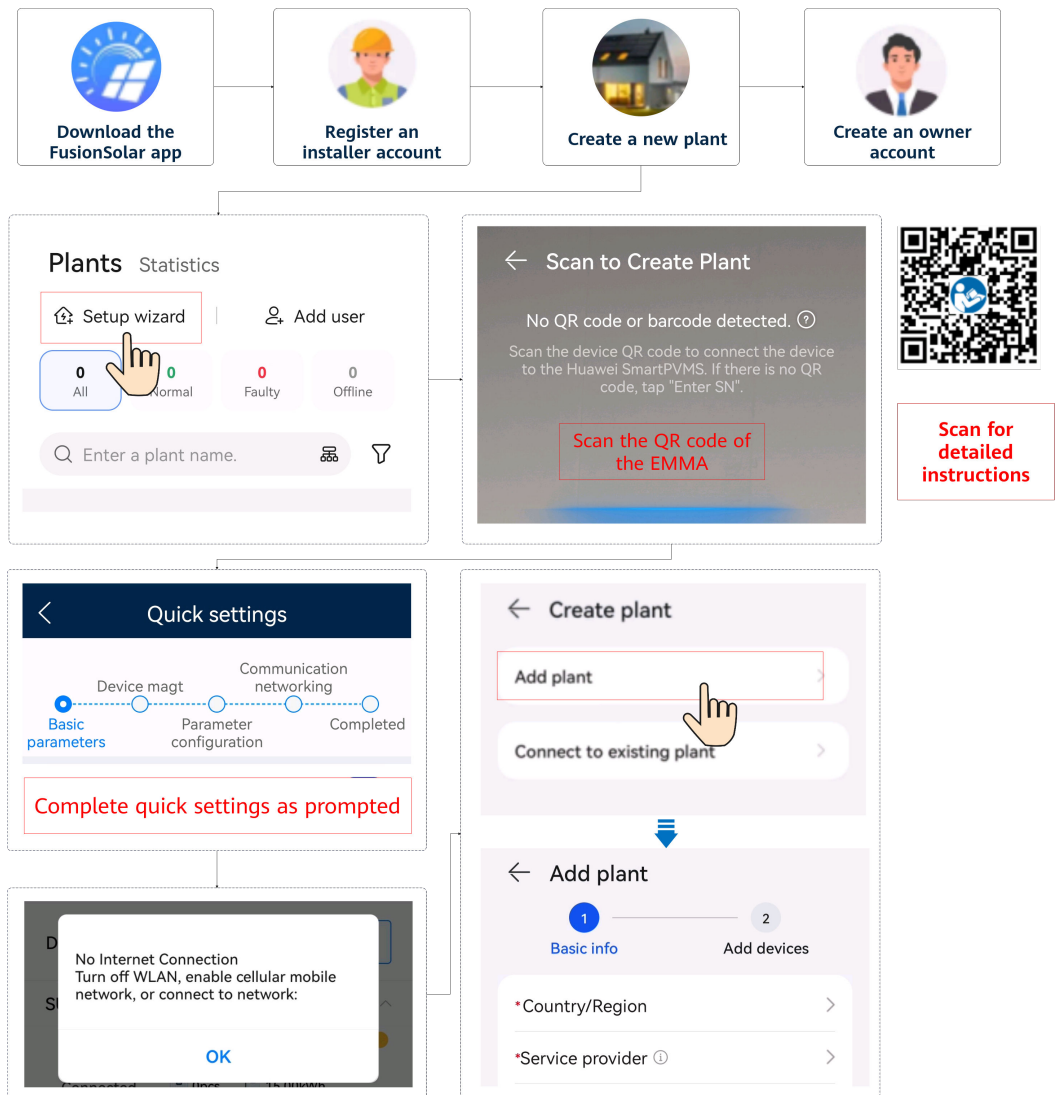 Download the
FusionSolar app
Register an
installer account
Create a new plant
Create an owner
account
Plants Statistics
Setup wizard
Add user
0
All
0
Normal
0
Faulty
0
Offline
Enter a plant name.
Scan to Create Plant
No QR code or barcode detected. ?
Scan the device QR code to connect the device
to the Huawei SmartPVMS. If there is no QR
code, tap "Enter SN".
Scan the QR code of
the EMMA
Scan for
detailed
instructions
Quick settings
Basic
parameters
Device magt
Parameter
configuration
Communication
networking
Completed
Complete quick settings as prompted
No Internet Connection
Turn off WLAN, enable cellular mobile
network, or connect to network:
OK
Create plant
Add plant
Connect to existing plant
Add plant
1
Basic info
2
Add devices
*Country/Region
*Service provider